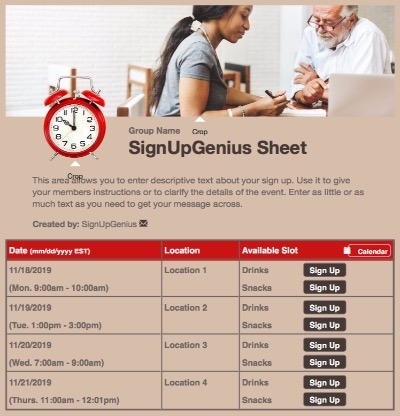 Group Name
Crop
SignUpGenius Sheet
Crop
This area allows you to enter descriptive text about your sign up. Use it to give
your members instructions or to clarify the details of the event. Enter as little or as
much text as you need to get your message across.
Created by: SignUpGenius
Date (mm/dd/yyyy EST) Location Available Slot Calendar
11/18/2019 Location 1 Drinks Sign Up
(Mon. 9:00am - 10:00am) Snacks Sign Up
11/19/2019 Location 2 Drinks Sign Up
(Tue. 1:00pm - 3:00pm) Snacks Sign Up
11/20/2019 Location 3 Drinks Sign Up
(Wed. 7:00am - 9:00am) Snacks Sign Up
11/21/2019 Location 4 Drinks Sign Up
(Thurs. 11:00am - 12:01pm) Snacks Sign Up